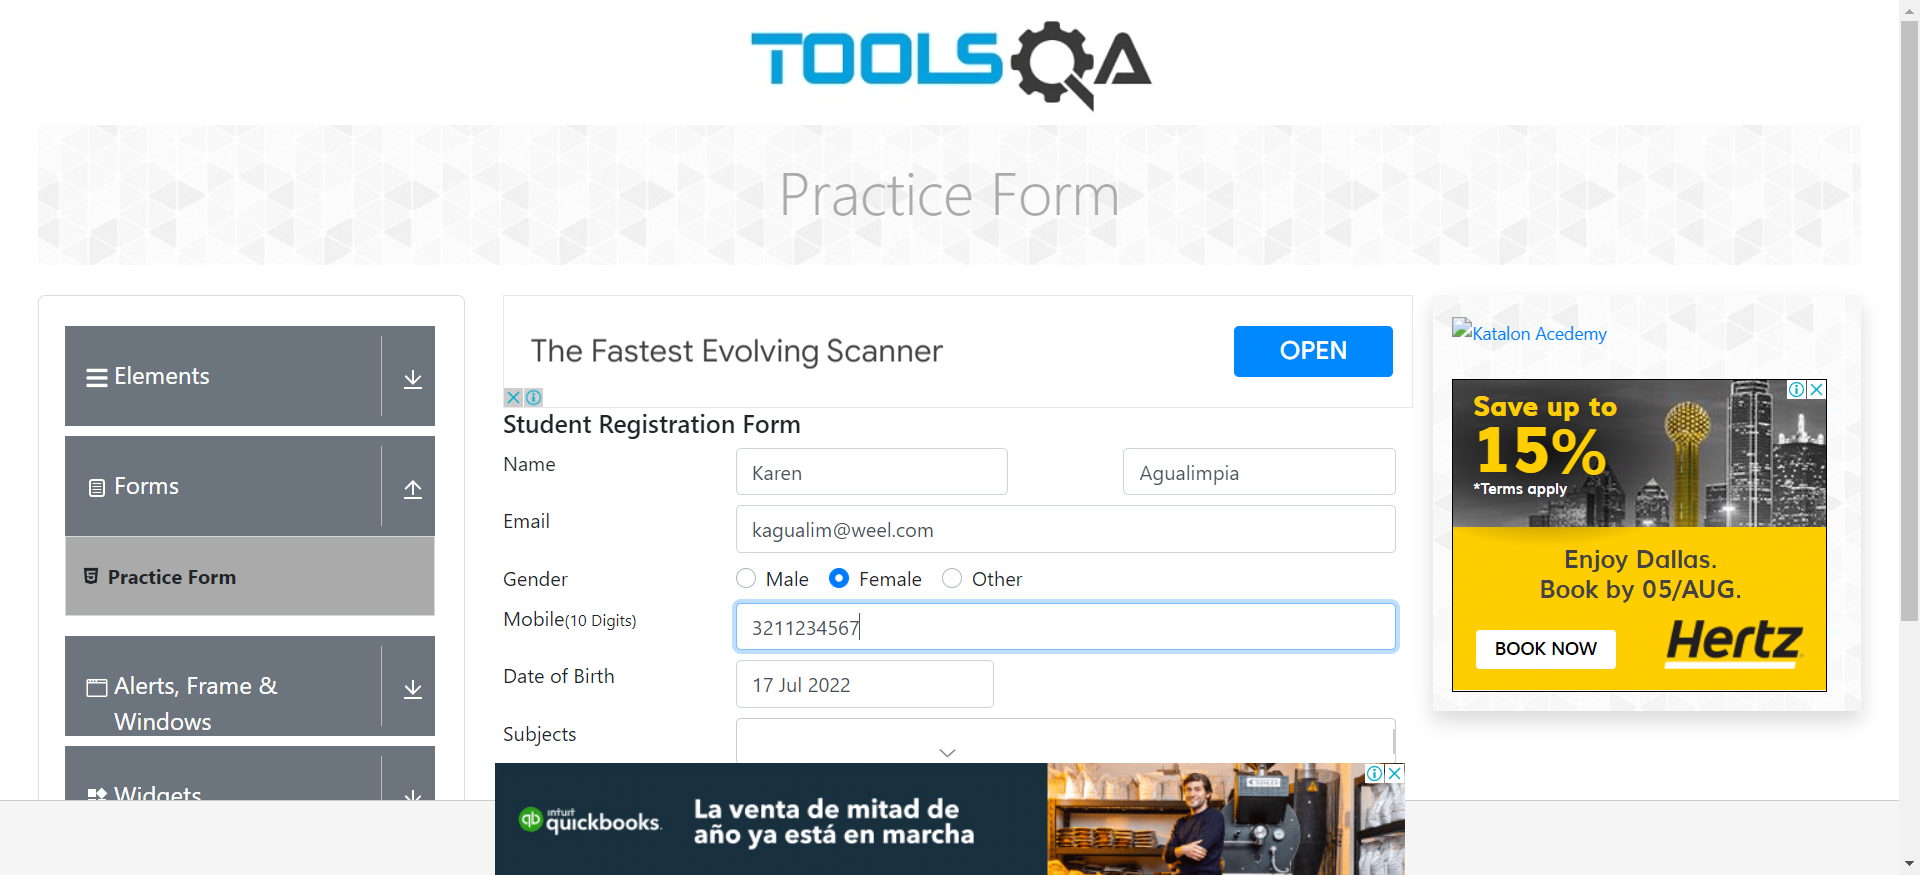 TOOLSQA
Practice Form
Elements
Forms
Practice Form
Alerts, Frame &
Windows
Widgets
The Fastest Evolving Scanner
OPEN
Student Registration Form
Name
Karen
Agualimpia
Email
kagualim@weel.com
Gender
Male
Female
Other
Mobile(10 Digits)
3211234567
Date of Birth
17 Jul 2022
Subjects
Katalon Acedemy
Save up to
15%
*Terms apply
Enjoy Dallas.
Book by 05/AUG.
BOOK NOW
Hertz
qb intuit quickbooks.
La venta de mitad de
año ya está en marcha